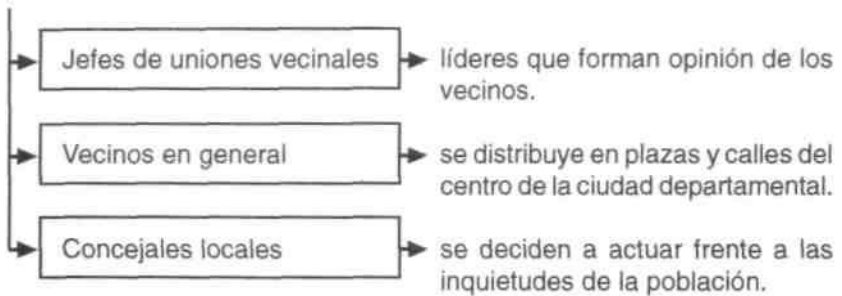 Jefes de uniones vecinales
líderes que forman opinión de los
vecinos.
Vecinos en general
se distribuye en plazas y calles del
centro de la ciudad departamental.
Concejales locales
se deciden a actuar frente a las
inquietudes de la población.